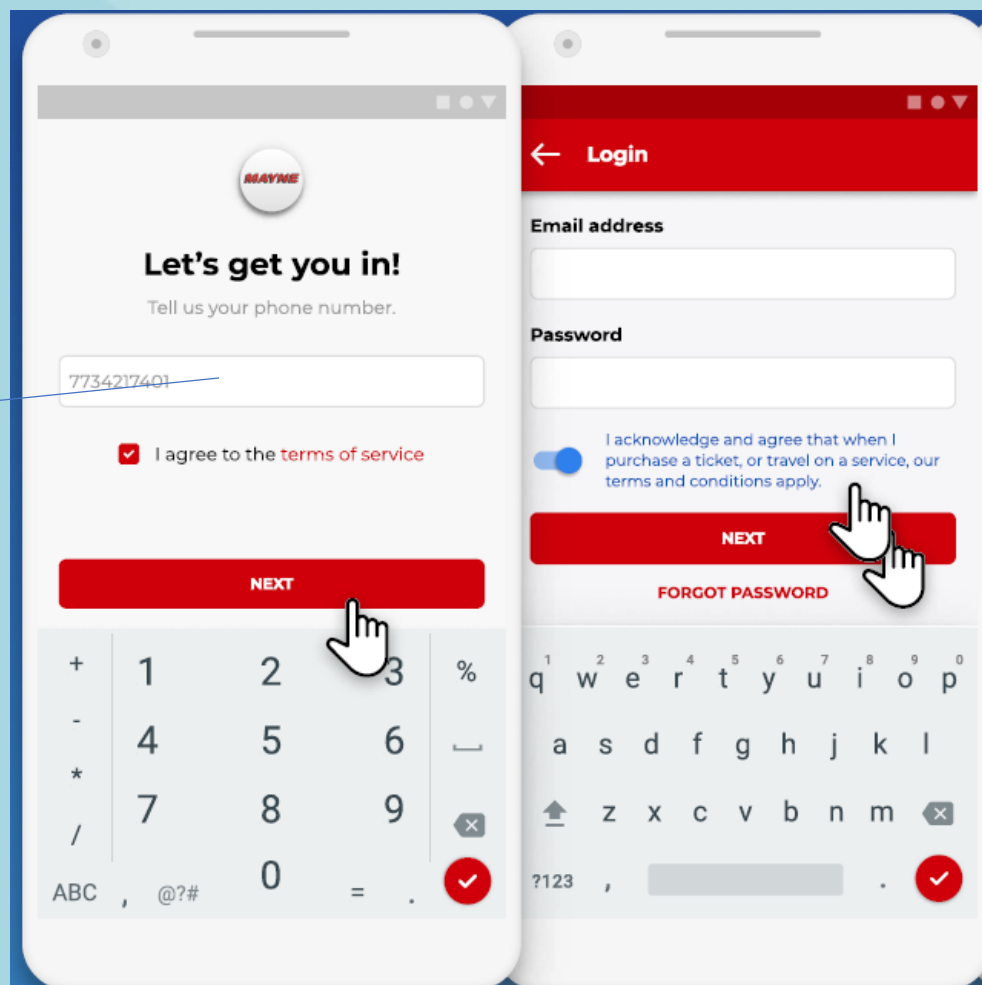 MAYNE
Let’s get you in!
Tell us your phone number.
7734217401
I agree to the terms of service
NEXT
+ 1 2 3 %
- 4 5 6
*
7 8 9
/
0
ABC , @?# = .
Login
Email address
Password
I acknowledge and agree that when I
purchase a ticket, or travel on a service, our
terms and conditions apply.
NEXT
FORGOT PASSWORD
1 2 3 4 5 6 7 8 9 0
q w e r t y u i o p
a s d f g h j k l
z x c v b n m
?123 , .